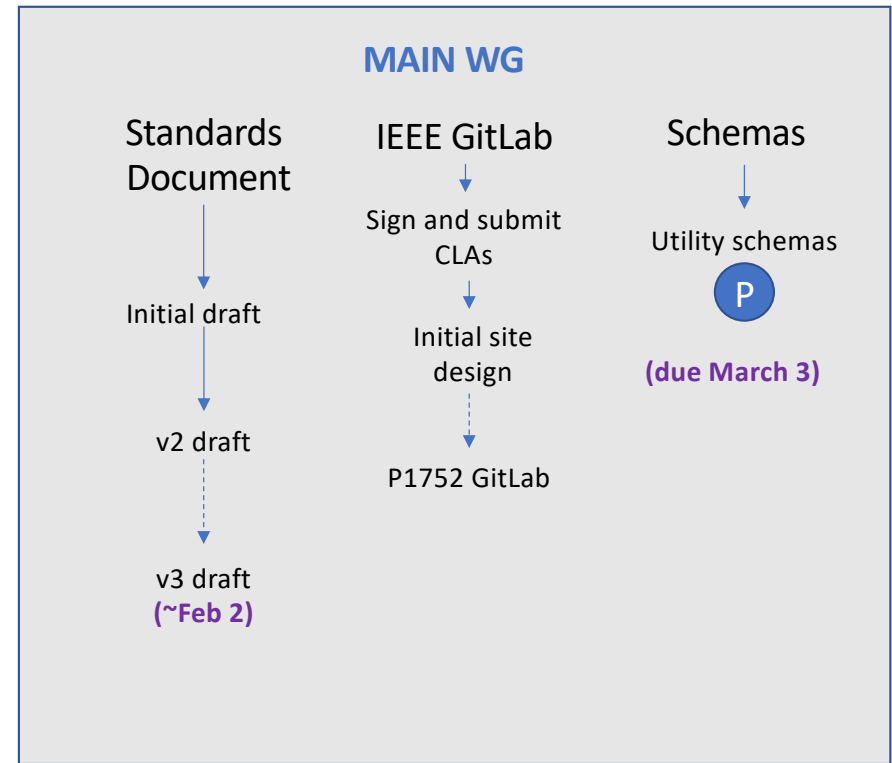 MAIN WG
Standards
Document
Initial draft
v2 draft
v3 draft
(~Feb 2)
IEEE GitLab
Sign and submit
CLAs
Initial site
design
P1752 GitLab
Schemas
Utility schemas
P
(due March 3)